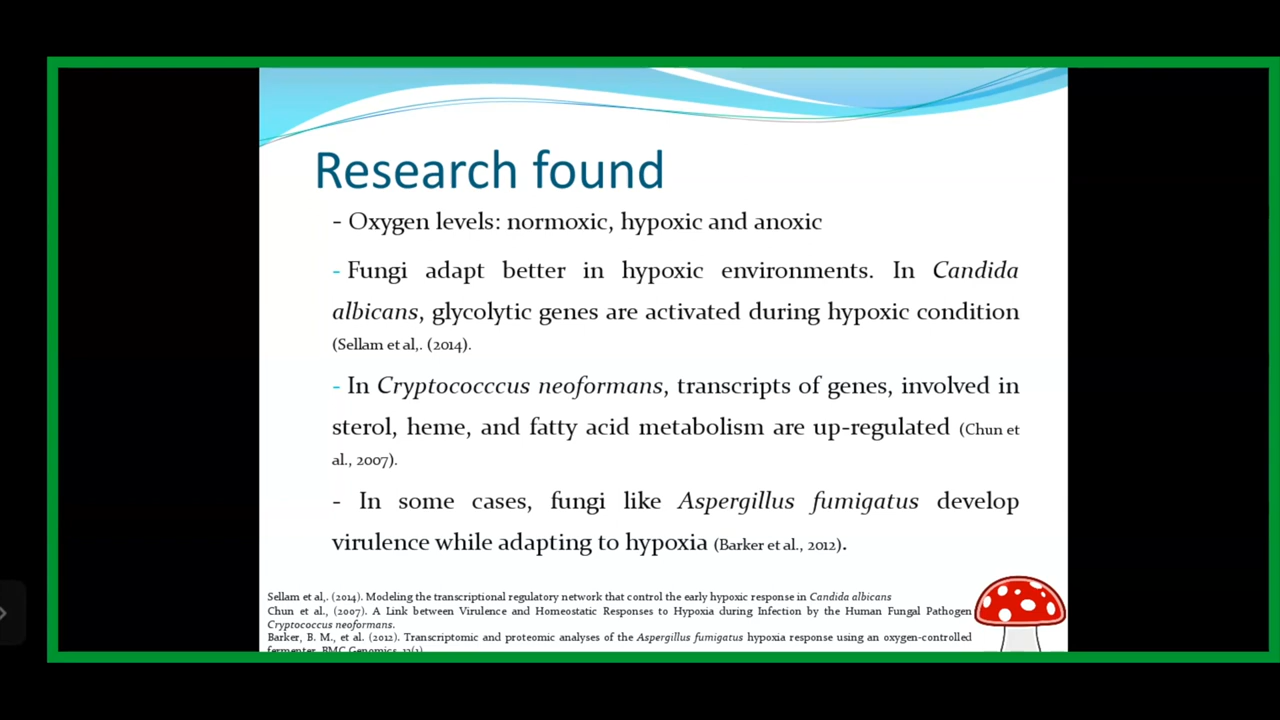 Research found
- Oxygen levels: normoxic, hypoxic and anoxic
- Fungi adapt better in hypoxic environments. In Candida
albicans, glycolytic genes are activated during hypoxic condition
(Sellam et al,. (2014).
- In Cryptococccus neoformans, transcripts of genes, involved in
sterol, heme, and fatty acid metabolism are up-regulated (Chun et
al., 2007).
- In some cases, fungi like Aspergillus fumigatus develop
virulence while adapting to hypoxia (Barker et al., 2012).
Sellam et al,. (2014). Modeling the transcriptional regulatory network that control the early hypoxic response in Candida albicans
Chun et al., (2007). A Link between Virulence and Homeostatic Responses to Hypoxia during Infection by the Human Fungal Pathogen
Cryptococcus neoformans.
Barker, B. M., et al. (2012). Transcriptomic and proteomic analyses of the Aspergillus fumigatus hypoxia response using an oxygen-controlled
fermenter. BMC Genomics